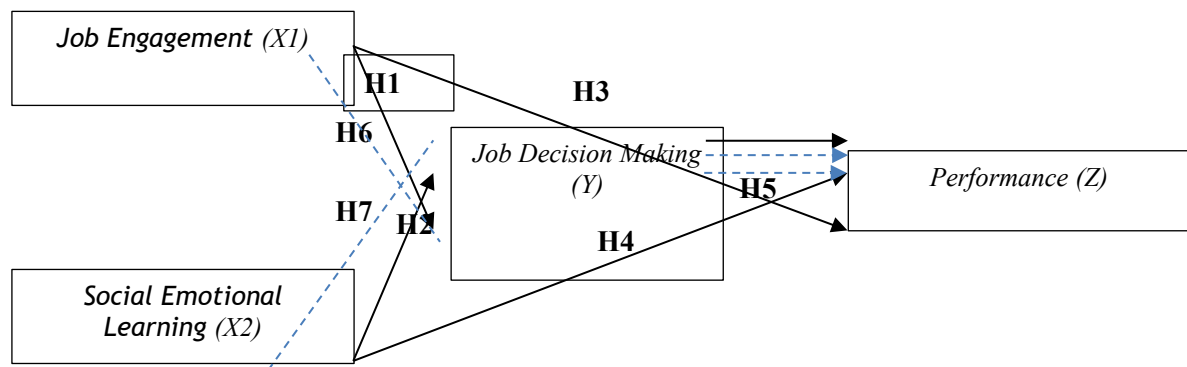 Job Engagement (X1)
H1
H3
H6
Job Decision Making
(Y)
Performance (Z)
H5
H7
H2
H4
Social Emotional
Learning (X2)